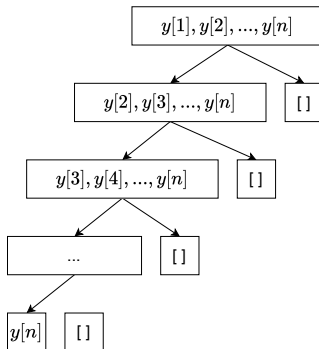 y[1], y[2], ..., y[n]
y[2], y[3], ..., y[n] [ ]
y[3], y[4], ..., y[n] [ ]
... [ ]
y[n] [ ]